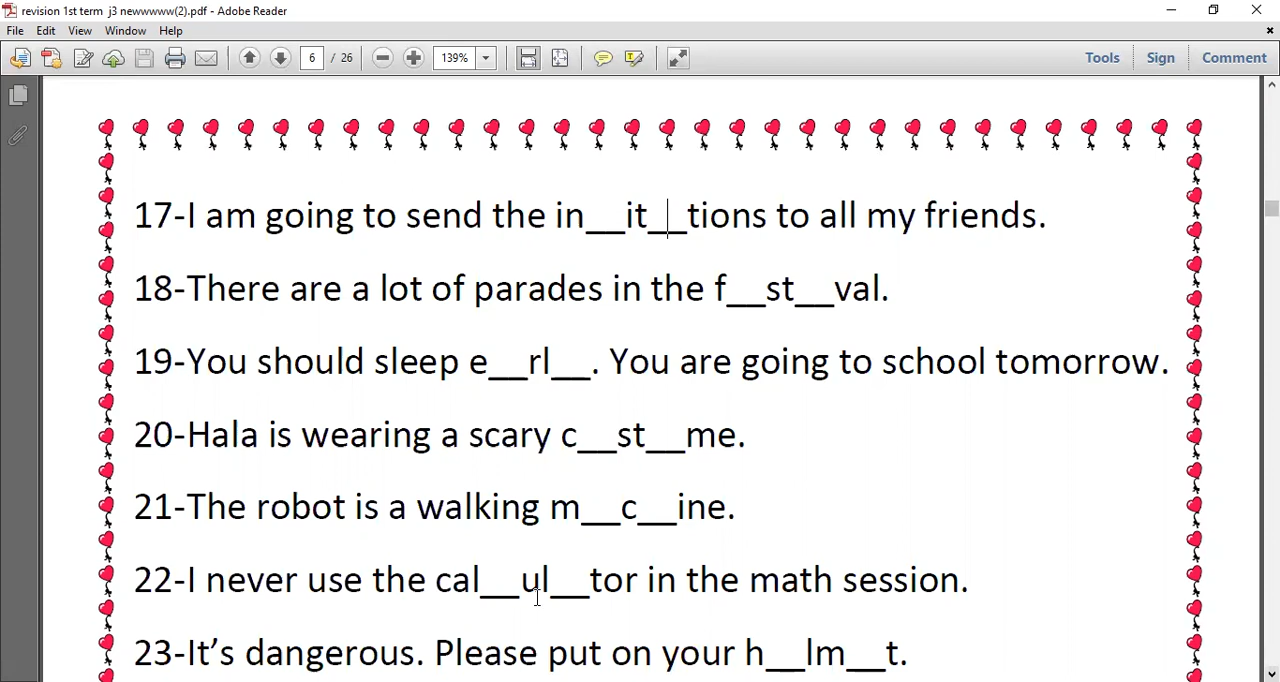 revision 1st term j3 newwwww(2).pdf - Adobe Reader
File Edit View Window Help
6 / 26 139% Tools Sign Comment
17-I am going to send the in__it__tions to all my friends.
18-There are a lot of parades in the f__st__val.
19-You should sleep e__rl__. You are going to school tomorrow.
20-Hala is wearing a scary c__st__me.
21-The robot is a walking m__c__ine.
22-I never use the cal__ul__tor in the math session.
23-It’s dangerous. Please put on your h__lm__t.